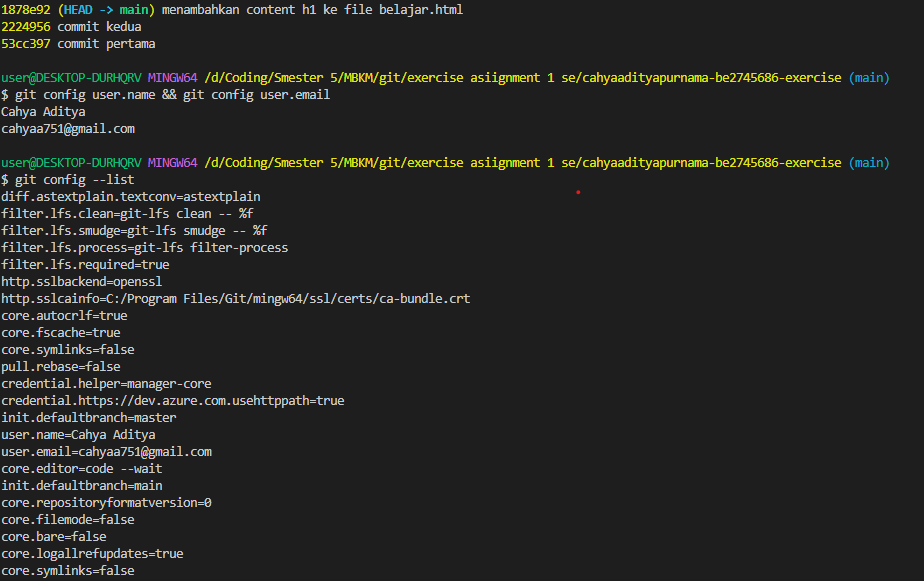 1878e92 (HEAD -> main) menambahkan content h1 ke file belajar.html
2224956 commit kedua
53cc397 commit pertama
user@DESKTOP-DURHQRV MINGW64 /d/Coding/Smester 5/MBKM/git/exercise asiignment 1 se/cahyaadityapurnama-be2745686-exercise (main)
$ git config user.name && git config user.email
Cahya Aditya
cahyaa751@gmail.com
user@DESKTOP-DURHQRV MINGW64 /d/Coding/Smester 5/MBKM/git/exercise asiignment 1 se/cahyaadityapurnama-be2745686-exercise (main)
$ git config --list
diff.astextplain.textconv=astextplain
filter.lfs.clean=git-lfs clean -- %f
filter.lfs.smudge=git-lfs smudge -- %f
filter.lfs.process=git-lfs filter-process
filter.lfs.required=true
http.sslbackend=openssl
http.sslcainfo=C:/Program Files/Git/mingw64/ssl/certs/ca-bundle.crt
core.autocrlf=true
core.fscache=true
core.symlinks=false
pull.rebase=false
credential.helper=manager-core
credential.https://dev.azure.com.usehttppath=true
init.defaultbranch=master
user.name=Cahya Aditya
user.email=cahyaa751@gmail.com
core.editor=code --wait
init.defaultbranch=main
core.repositoryformatversion=0
core.filemode=false
core.bare=false
core.logallrefupdates=true
core.symlinks=false